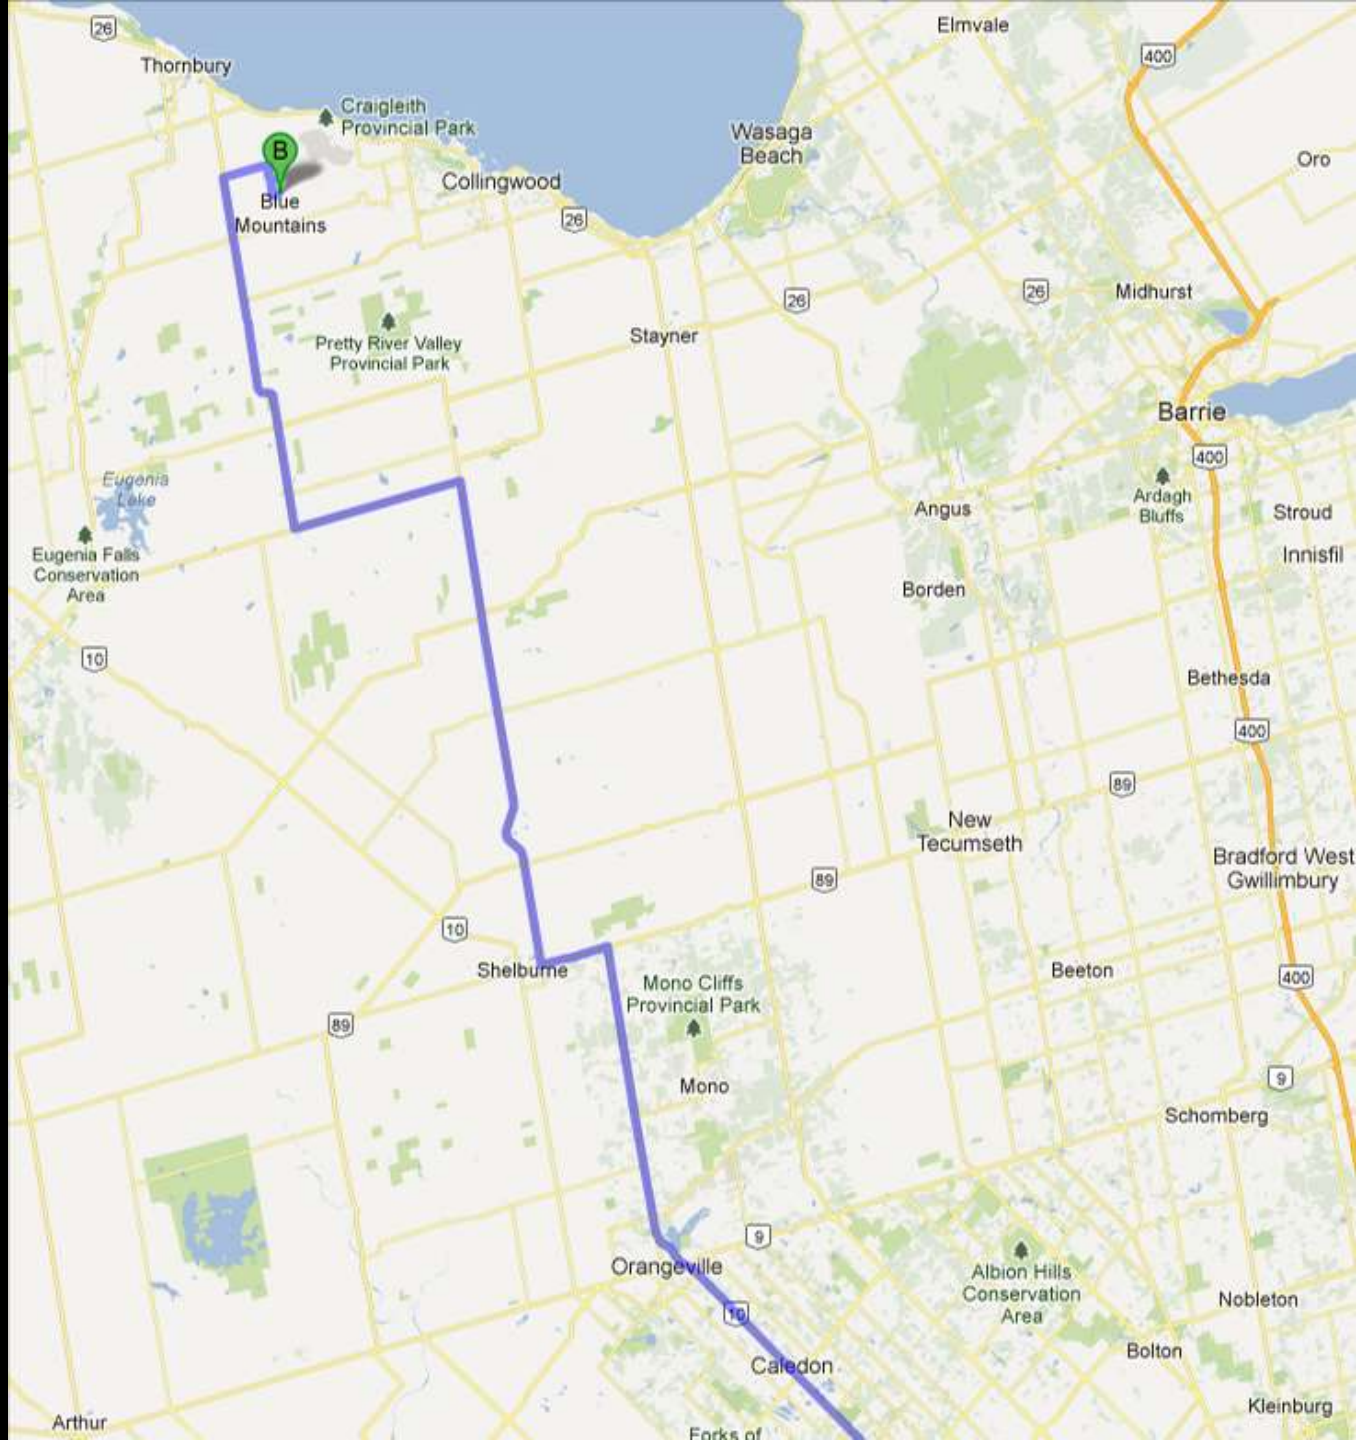 26
Elmvale
400
Thornbury
Craigleith
Provincial Park
Wasaga
Beach
B
Oro
Collingwood
Blue
Mountains
26
26
26
Midhurst
Pretty River Valley
Provincial Park
Stayner
Barrie
400
Eugenia
Lake
Ardagh
Bluffs
Angus
Stroud
Eugenia Falls
Conservation
Area
Innisfil
Borden
10
Bethesda
400
89
New
Tecumseth
Bradford West
Gwillimbury
89
10
Shelburne
Beeton
400
Mono Cliffs
Provincial Park
89
Mono
9
Schomberg
9
Orangeville
Albion Hills
Conservation
Area
Nobleton
10
Caledon
Bolton
Kleinburg
Arthur
Forks of